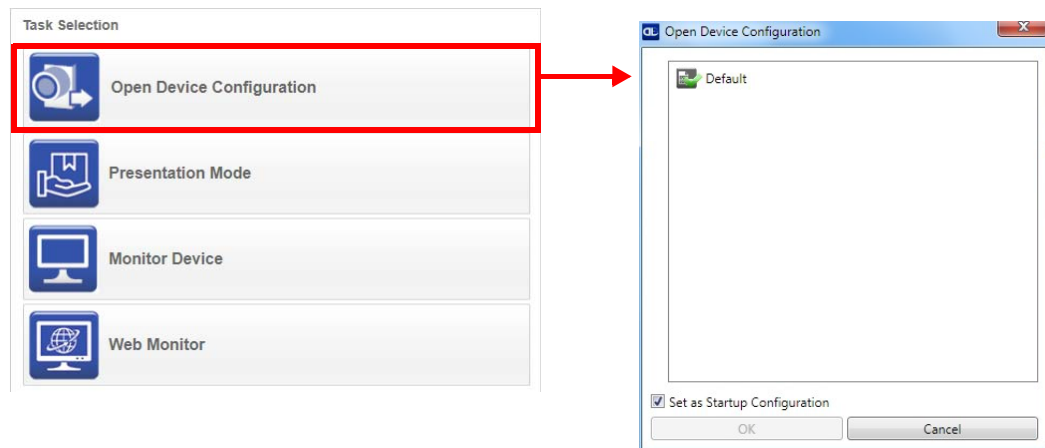 Task Selection
Open Device Configuration
Presentation Mode
Monitor Device
Web Monitor
DL Open Device Configuration
Default
Set as Startup Configuration
OK
Cancel